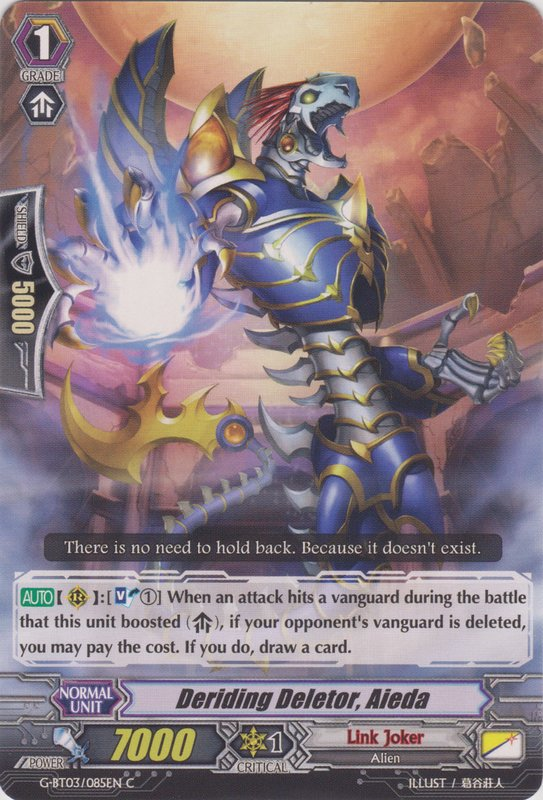 1
GRADE
SHIELD
5000
There is no need to hold back. Because it doesn't exist.
AUTO【 R 】:[V ①] When an attack hits a vanguard during the battle
that this unit boosted ( ), if your opponent's vanguard is deleted,
you may pay the cost. If you do, draw a card.
NORMAL
UNIT
Deriding Deletor, Aieda
POWER
7000
1
CRITICAL
Link Joker
Alien
G-BT03/085EN C
ILLUST / 葛谷荘人